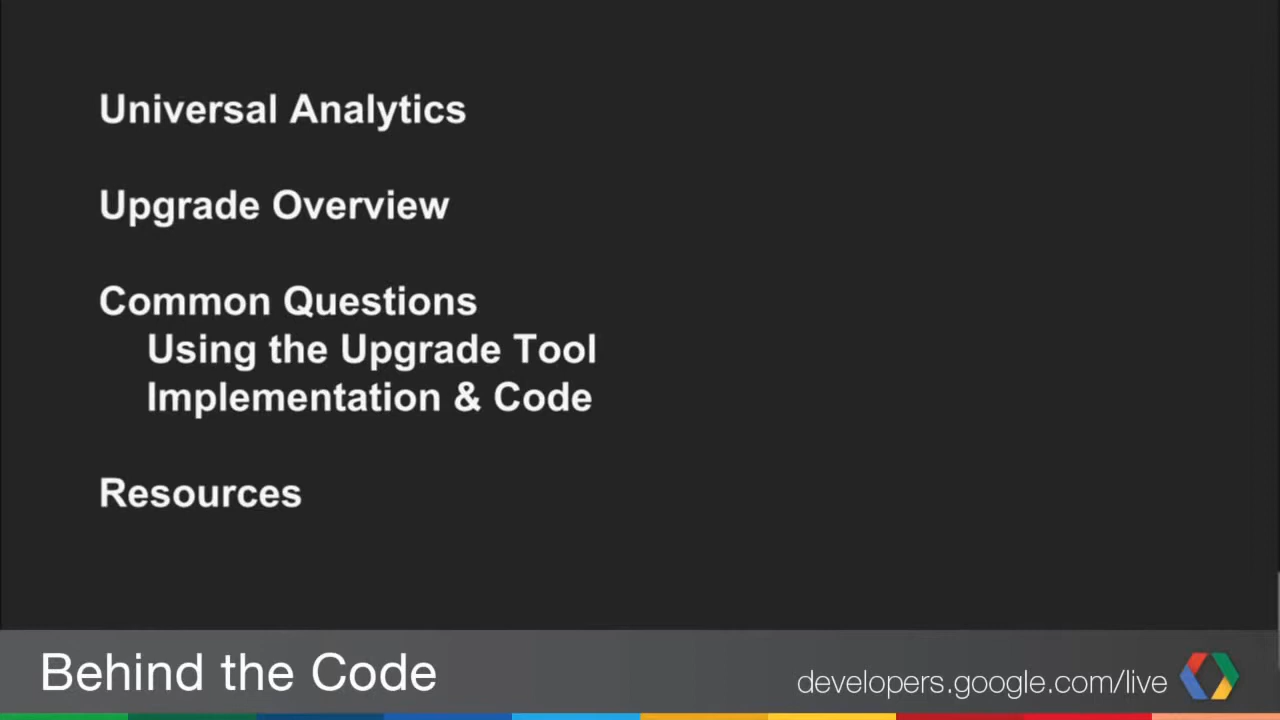 Universal Analytics
Upgrade Overview
Common Questions
Using the Upgrade Tool
Implementation & Code
Resources
Behind the Code
developers.google.com/live